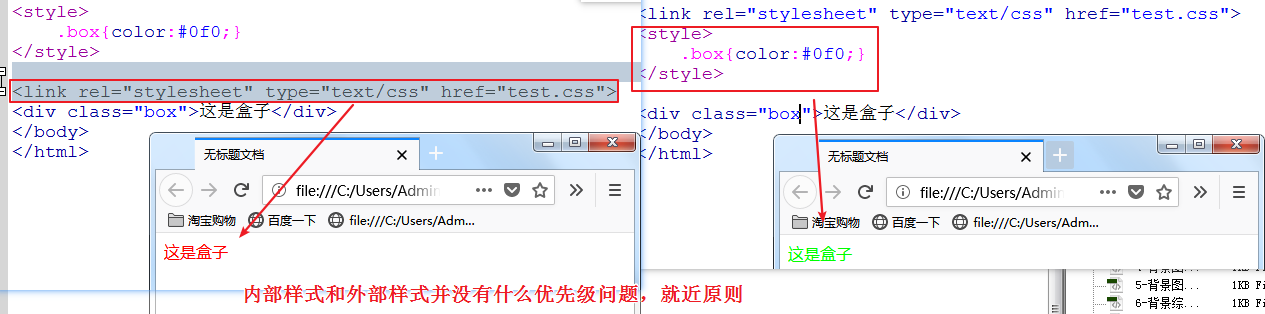 <style>
.box{color:#0f0;}
</style>
<link rel="stylesheet" type="text/css" href="test.css">
<div class="box">这是盒子</div>
</body>
</html>
无标题文档
file:///C:/Users/Admin
淘宝购物 百度一下 file:///C:/Users/Adm...
这是盒子
<link rel="stylesheet" type="text/css" href="test.css">
<style>
.box{color:#0f0;}
</style>
<div class="box">这是盒子</div>
</body>
</html>
无标题文档
file:///C:/Users/Admin
淘宝购物 百度一下 file:///C:/Users/Adm...
这是盒子
内部样式和外部样式并没有什么优先级问题，就近原则
5-背景图... 1KB Fi
6-背景综... 1KB Fi